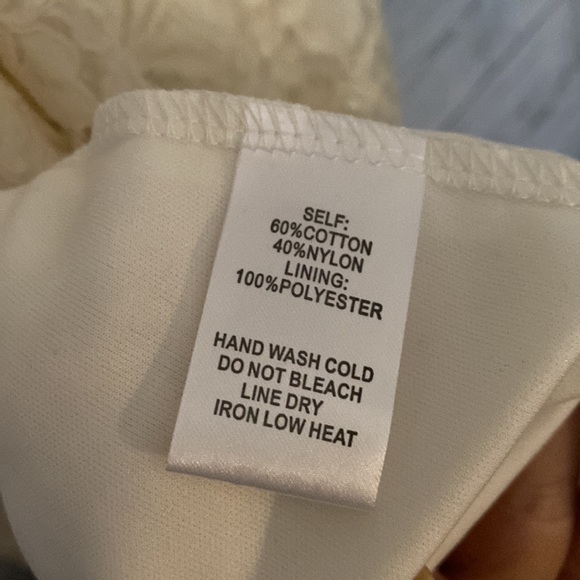 SELF:
60%COTTON
40%NYLON
LINING:
100%POLYESTER
HAND WASH COLD
DO NOT BLEACH
LINE DRY
IRON LOW HEAT